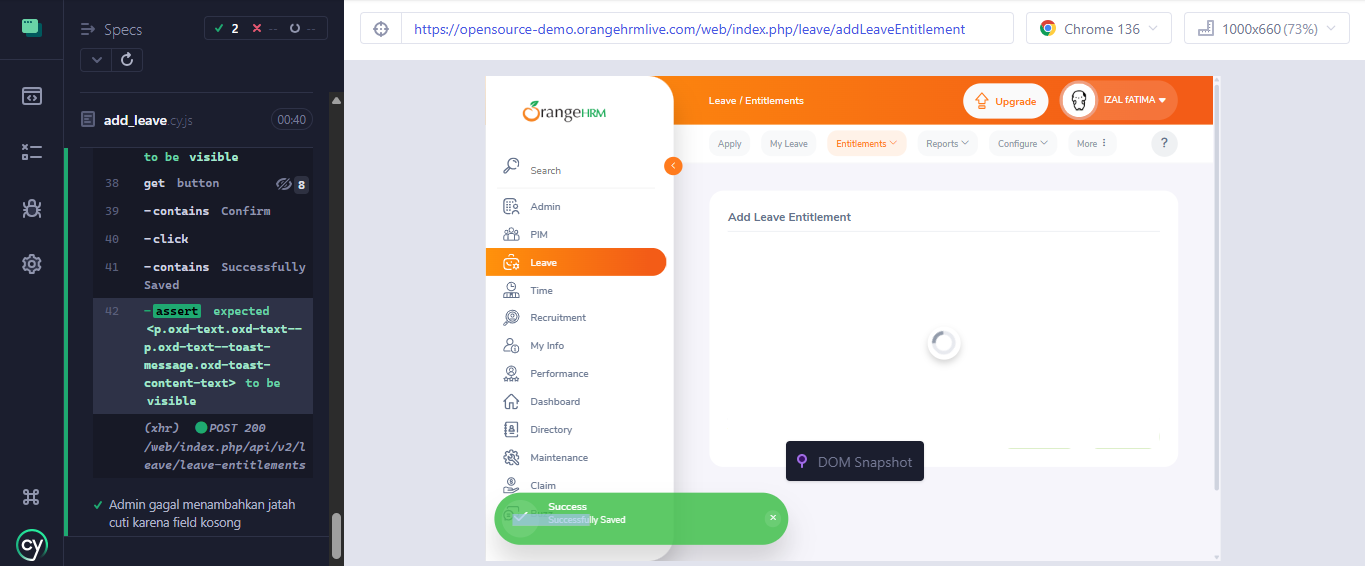 Specs
2
--
--
add_leave.cy.js
00:40
to be visible
38 get button 8
39 -contains Confirm
40 -click
41 -contains Successfully
Saved
42 -assert expected
<p.oxd-text.oxd-text--
p.oxd-text--toast-
message.oxd-toast-
content-text> to be
visible
(xhr) POST 200
/web/index.php/api/v2/l
eave/leave-entitlements
Admin gagal menambahkan jatah
cuti karena field kosong
cy
https://opensource-demo.orangehrmlive.com/web/index.php/leave/addLeaveEntitlement
Chrome 136
1000x660 (73%)
OrangeHRM
Search
Admin
PIM
Leave
Time
Recruitment
My Info
Performance
Dashboard
Directory
Maintenance
Claim
Leave / Entitlements
Upgrade
IZAL fATIMA
Apply
My Leave
Entitlements
Reports
Configure
More
?
Add Leave Entitlement
DOM Snapshot
Success
Successfully Saved